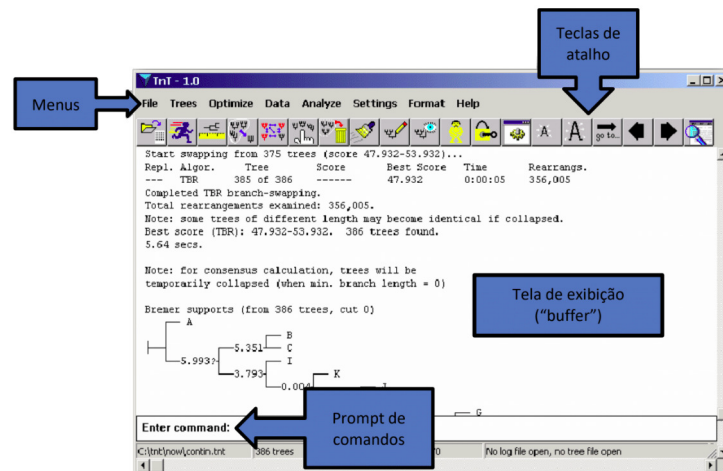 Teclas de
atalho
TnT - 1.0
Menus
File Trees Optimize Data Analyze Settings Format Help
A A go to...
Start swapping from 375 trees (score 47.932-53.932)...
Repl. Algor. Tree Score Best Score Time Rearrangs.
--- TBR 385 of 386 ------ 47.932 0:00:05 356,005
Completed TBR branch-swapping.
Total rearrangements examined: 356,005.
Note: some trees of different length may become identical if collapsed.
Best score (TBR): 47.932-53.932. 386 trees found.
5.64 secs.
Note: for consensus calculation, trees will be
temporarily collapsed (when min. branch length = 0)
Tela de exibição
("buffer")
Bremer supports (from 386 trees, cut 0)
A
B
5.351 C
5.993? I
3.793 K
0.004
G
Enter command:
Prompt de
comandos
C:\tnt\now\contin.tnt 386 trees No log file open, no tree file open